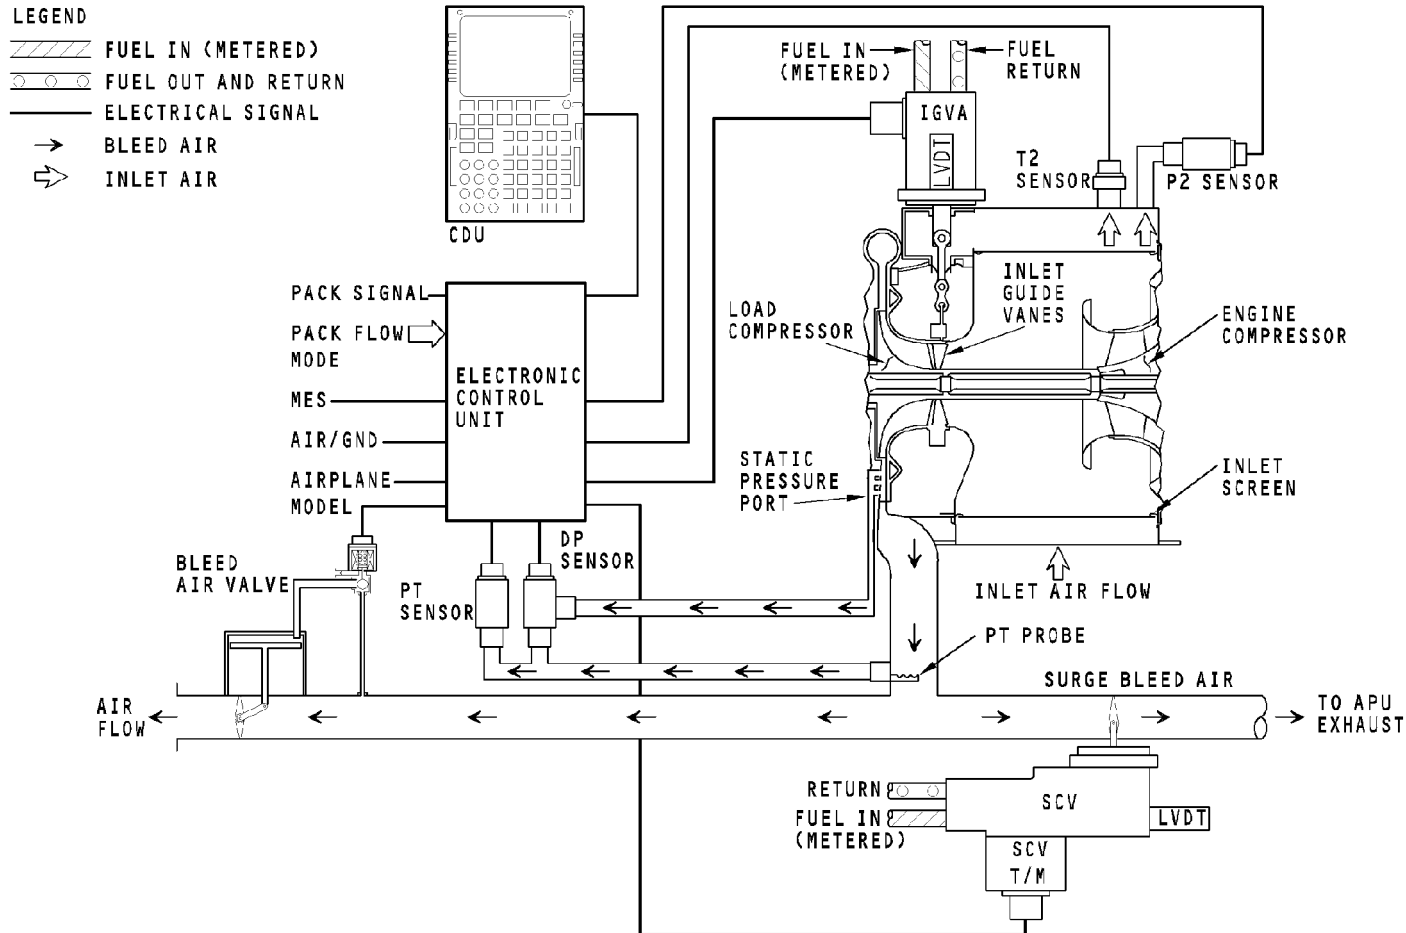 LEGEND
FUEL IN (METERED)
FUEL OUT AND RETURN
ELECTRICAL SIGNAL
BLEED AIR
INLET AIR
CDU
FUEL IN
(METERED)
FUEL
RETURN
IGVA
LVDT
T2
SENSOR
P2 SENSOR
INLET
GUIDE
VANES
LOAD
COMPRESSOR
ENGINE
COMPRESSOR
PACK SIGNAL
PACK FLOW
MODE
MES
AIR/GND
AIRPLANE
MODEL
ELECTRONIC
CONTROL
UNIT
STATIC
PRESSURE
PORT
INLET
SCREEN
BLEED
AIR VALVE
PT
SENSOR
DP
SENSOR
INLET AIR FLOW
PT PROBE
SURGE BLEED AIR
AIR
FLOW
TO APU
EXHAUST
RETURN
FUEL IN
(METERED)
SCV
LVDT
SCV
T/M